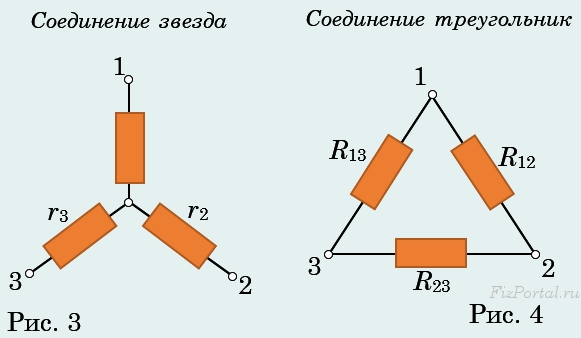 Соединение звезда
Соединение треугольник
1
r₃
r₂
3
2
Рис. 3
1
R₁₃
R₁₂
3
2
R₂₃
FizPortal.ru
Рис. 4